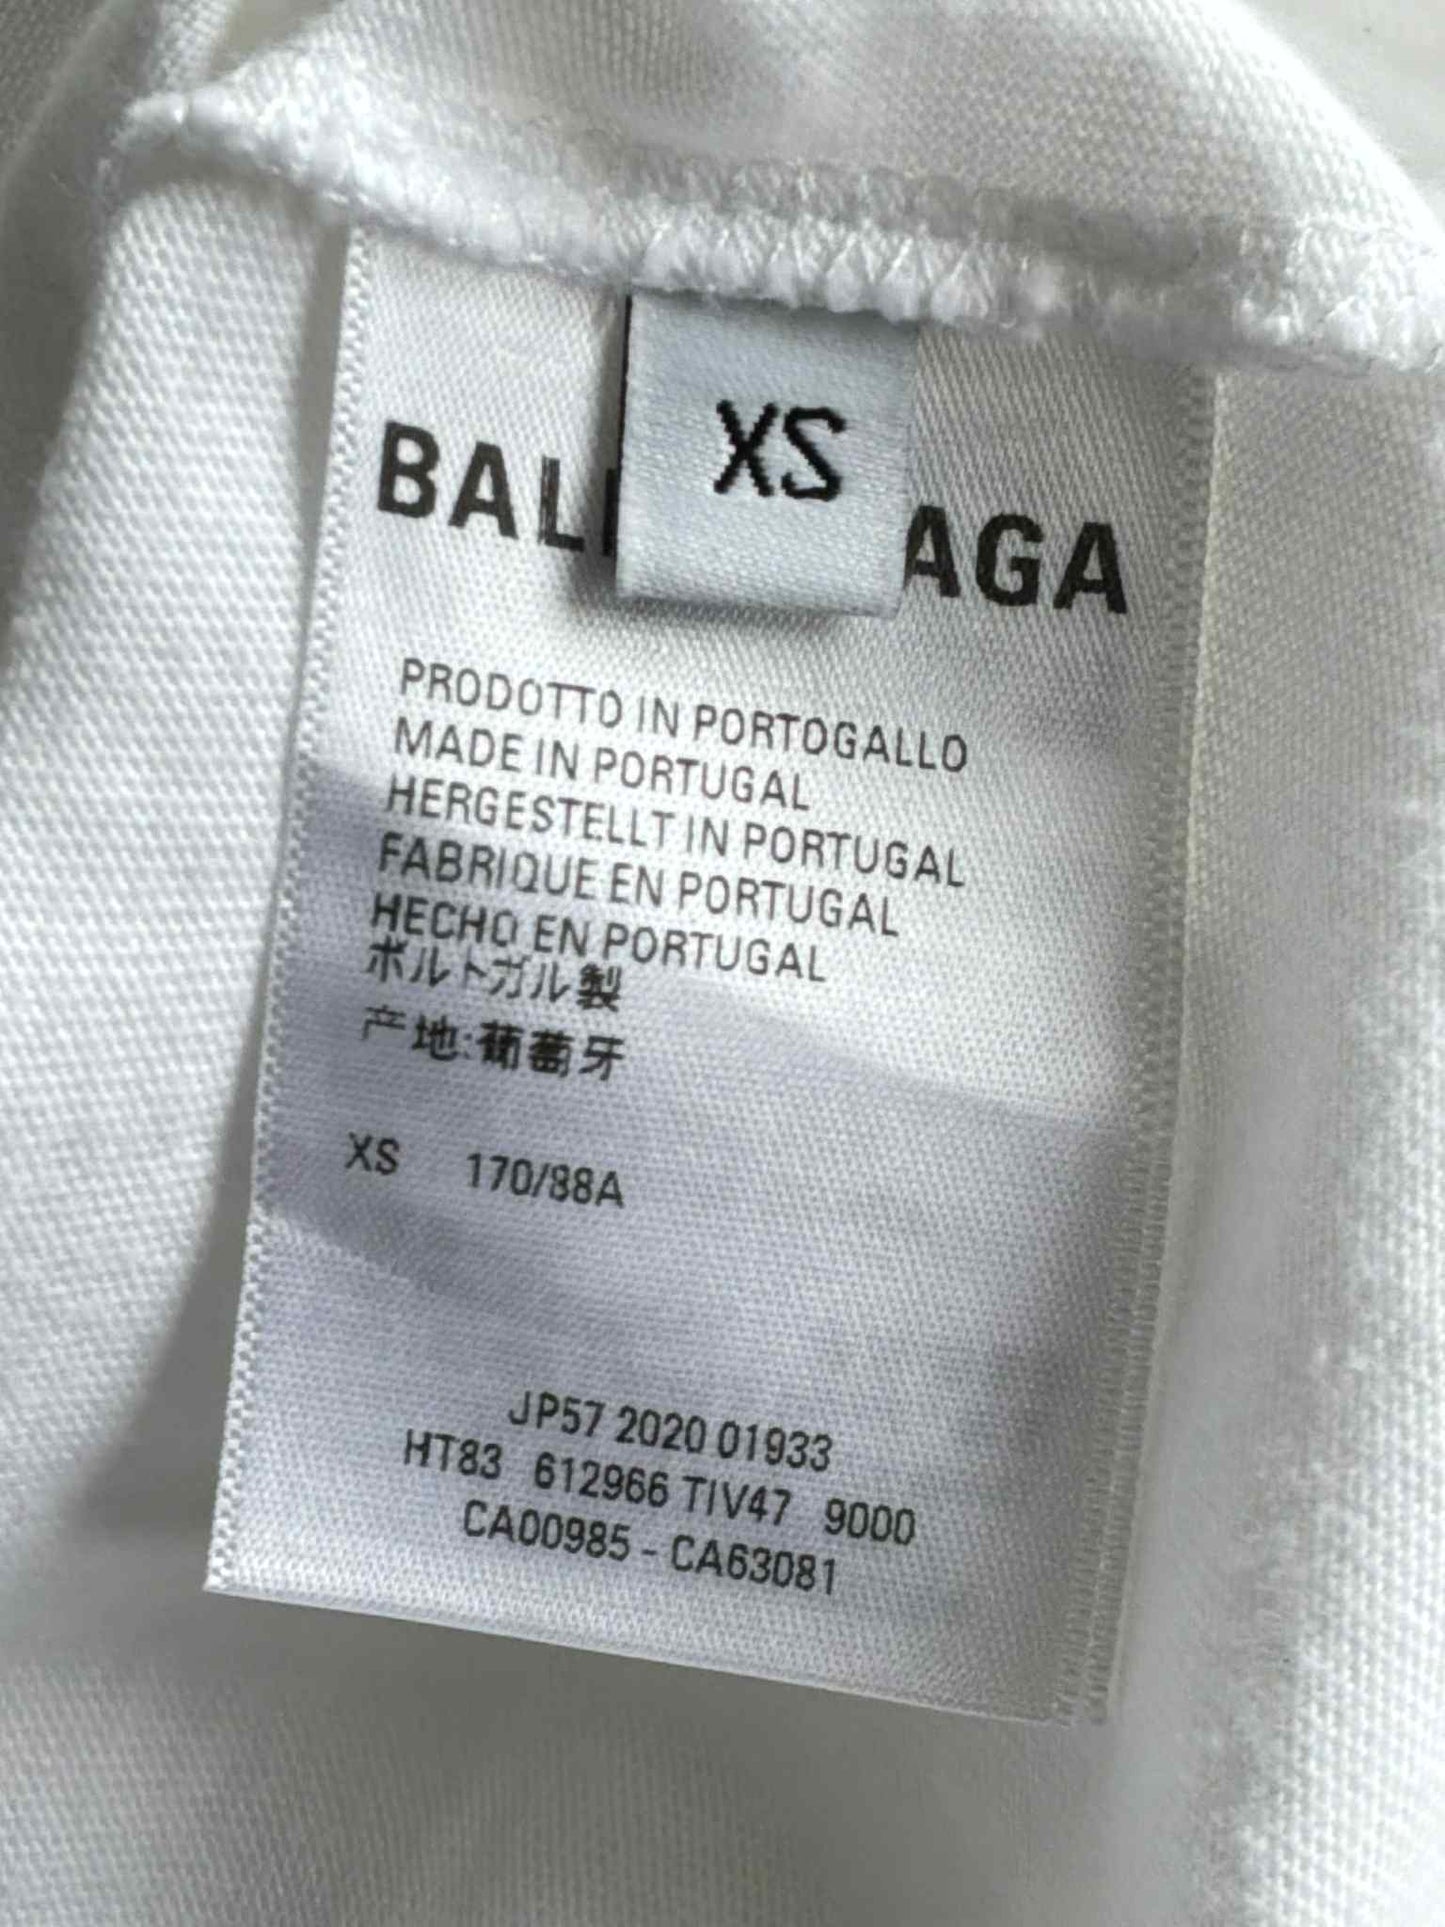 XS
PRODOTTO IN PORTOGALLO
MADE IN PORTUGAL
HERGESTELLT IN PORTUGAL
FABRIQUE EN PORTUGAL
HECHO EN PORTUGAL
ポルトガル製
产地:葡萄牙
XS 170/88A
JP57 2020 01933
HT83 612966 TIV47 9000
CA00985 - CA63081